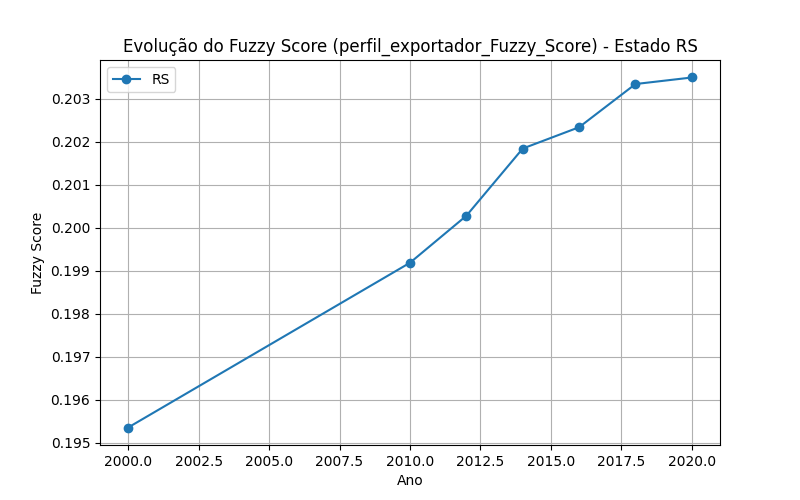 Evolução do Fuzzy Score (perfil_exportador_Fuzzy_Score) - Estado RS
RS
0.203
0.202
0.201
0.200
0.199
0.198
0.197
0.196
0.195
Fuzzy Score
2000.0 2002.5 2005.0 2007.5 2010.0 2012.5 2015.0 2017.5 2020.0
Ano